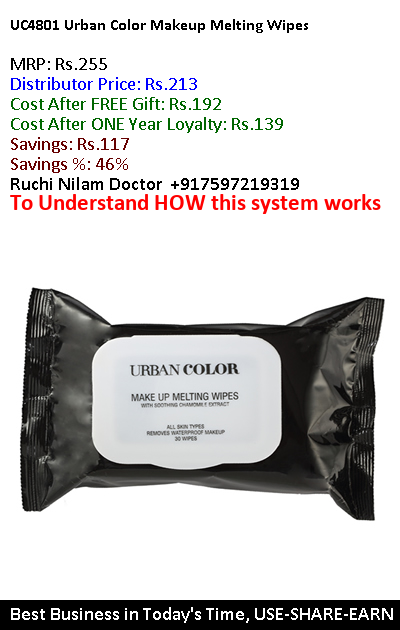 UC4801 Urban Color Makeup Melting Wipes
MRP: Rs.255
Distributor Price: Rs.213
Cost After FREE Gift: Rs.192
Cost After ONE Year Loyalty: Rs.139
Savings: Rs.117
Savings %: 46%
Ruchi Nilam Doctor +917597219319
To Understand HOW this system works
URBAN COLOR
MAKE UP MELTING WIPES
WITH SOOTHING CHAMOMILE EXTRACT
ALL SKIN TYPES
REMOVES WATERPROOF MAKEUP
30 WIPES
Best Business in Today's Time, USE-SHARE-EARN